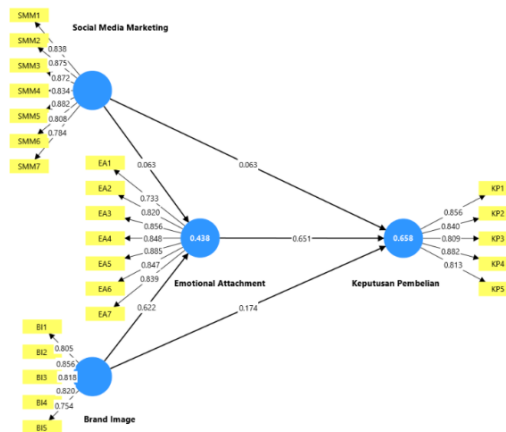 Social Media Marketing
SMM1
SMM2
SMM3
SMM4
SMM5
SMM6
SMM7
0.838
0.875
0.872
0.834
0.882
0.808
0.784
0.063
0.063
EA1
EA2
EA3
EA4
EA5
EA6
EA7
0.733
0.820
0.856
0.848
0.885
0.847
0.839
0.438
Emotional Attachment
0.651
0.622
0.174
0.658
Keputusan Pembelian
0.856
0.840
0.809
0.882
0.813
KP1
KP2
KP3
KP4
KP5
BI1
BI2
BI3
BI4
BI5
0.805
0.856
0.818
0.820
0.754
Brand Image